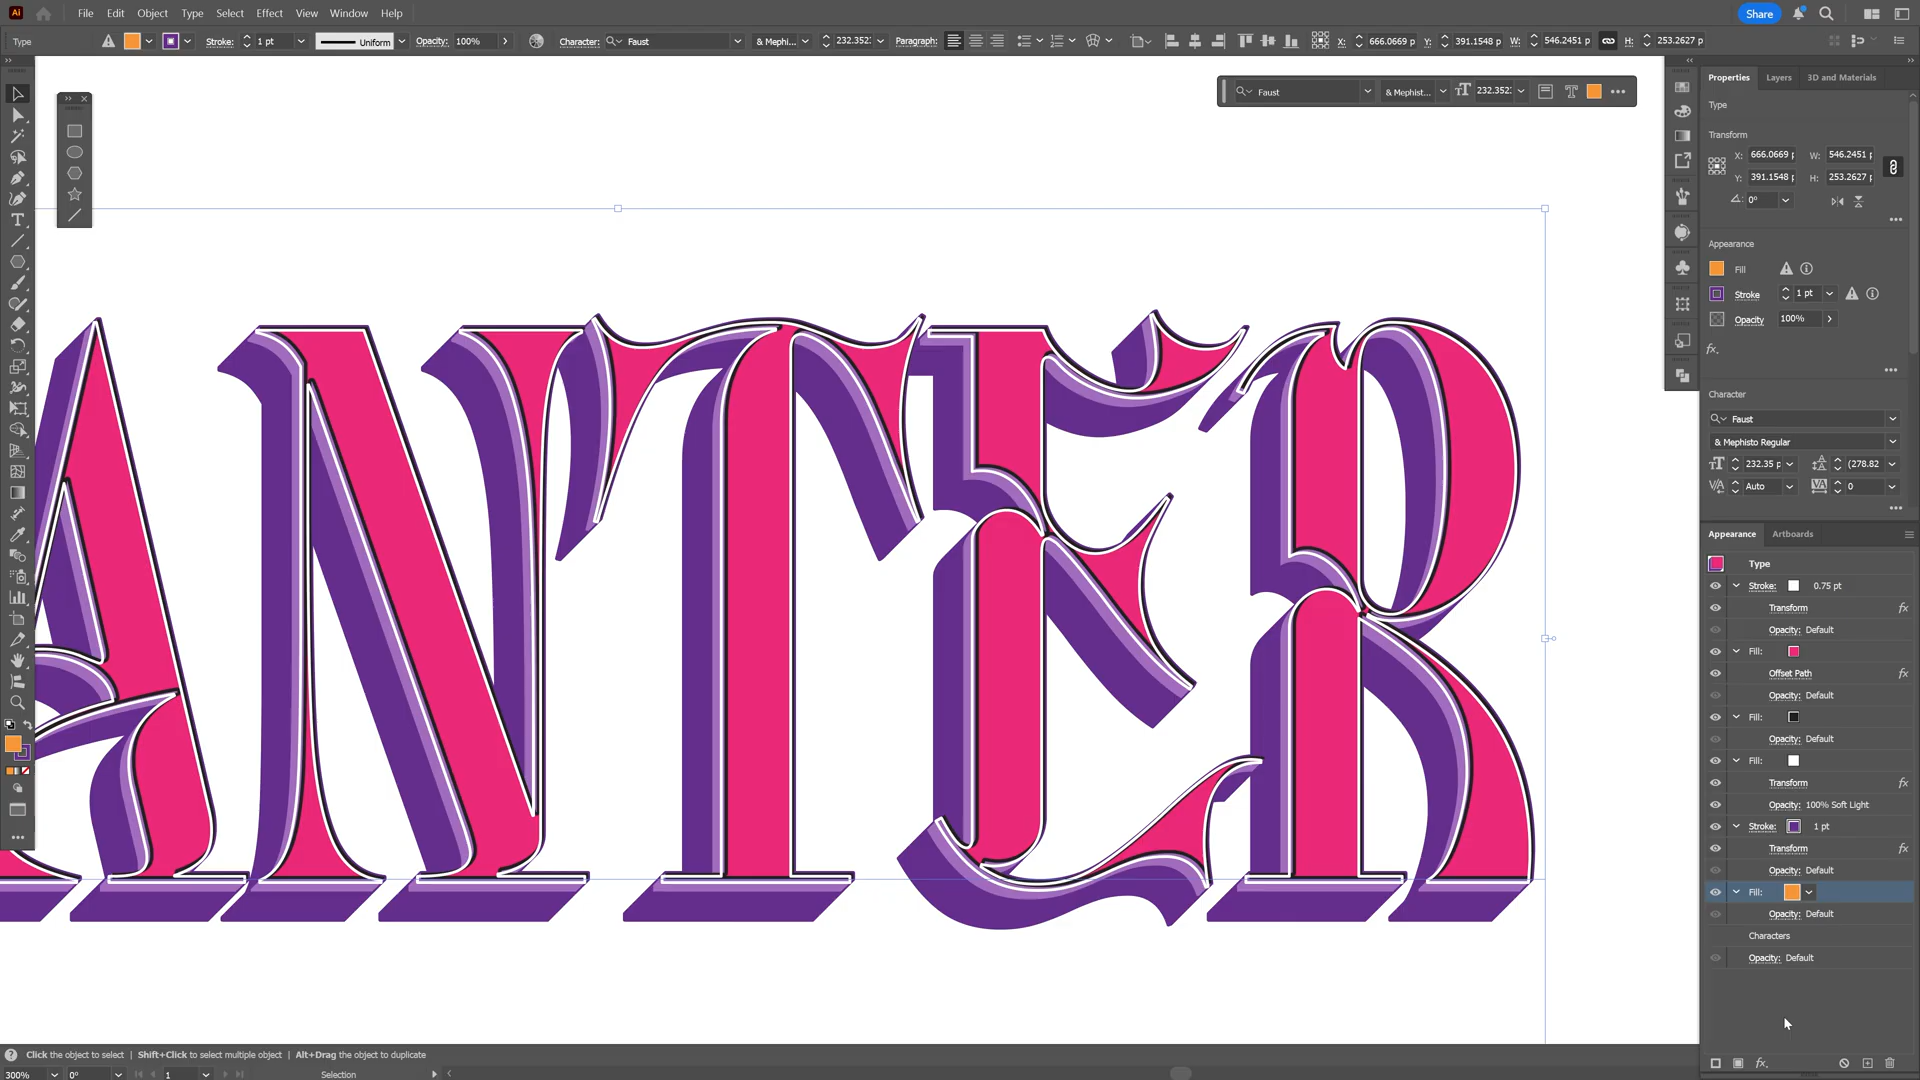 Ai File Edit Object Type Select Effect View Window Help Share
Type Stroke: 1 pt Uniform Opacity: 100% Character: Faust & Mephi... 232.352: Paragraph: X: 666.0669 p Y: 391.1548 p W: 546.2451 p H: 253.2627 p
Faust & Mephist... 232.352:
Properties Layers 3D and Materials
Type
Transform
X: 666.0669 p W: 546.2451 p
Y: 391.1548 p H: 253.2627 p
0°
Appearance
Fill
Stroke 1 pt
Opacity 100%
fx.
Character
Faust
& Mephisto Regular
232.35 p (278.82
Auto 0
Appearance Artboards
Type
Stroke: 0.75 pt
Transform fx
Opacity: Default
Fill:
Offset Path fx
Opacity: Default
Fill:
Opacity: Default
Fill:
Transform fx
Opacity: 100% Soft Light
Stroke: 1 pt
Transform fx
Opacity: Default
Fill:
Opacity: Default
Characters
Opacity: Default
fx.
ANTER
Click the object to select | Shift+Click to select multiple object | Alt+Drag the object to duplicate
300% 0° 1 Selection